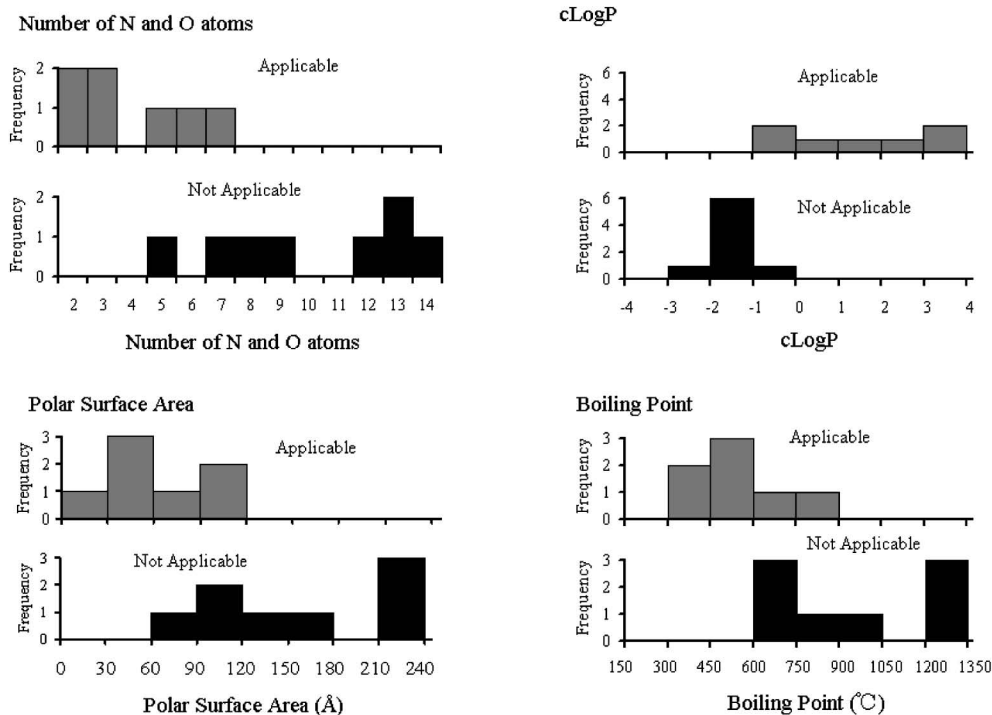 Number of N and O atoms
Applicable
Frequency
2
1
0
Not Applicable
Frequency
2
1
0
2 3 4 5 6 7 8 9 10 11 12 13 14
Number of N and O atoms
cLogP
Applicable
Frequency
6
4
2
0
Not Applicable
Frequency
6
4
2
0
-4 -3 -2 -1 0 1 2 3 4
cLogP
Polar Surface Area
Applicable
Frequency
3
2
1
0
Not Applicable
Frequency
3
2
1
0
0 30 60 90 120 150 180 210 240
Polar Surface Area (Å)
Boiling Point
Applicable
Frequency
3
2
1
0
Not Applicable
Frequency
3
2
1
0
150 300 450 600 750 900 1050 1200 1350
Boiling Point (℃)